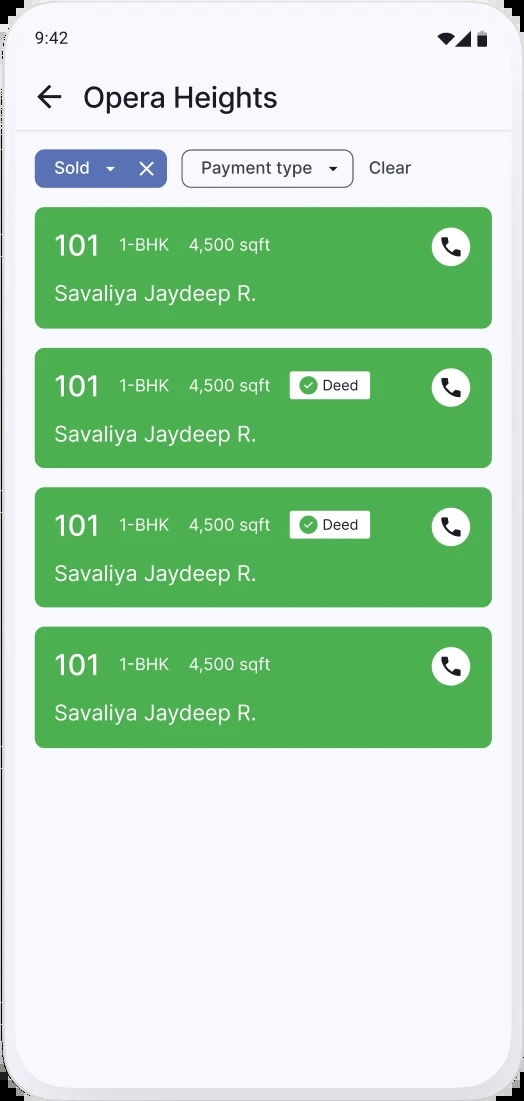 9:42
Opera Heights
Sold Payment type Clear
101 1-BHK 4,500 sqft
Savaliya Jaydeep R.
101 1-BHK 4,500 sqft Deed
Savaliya Jaydeep R.
101 1-BHK 4,500 sqft Deed
Savaliya Jaydeep R.
101 1-BHK 4,500 sqft
Savaliya Jaydeep R.